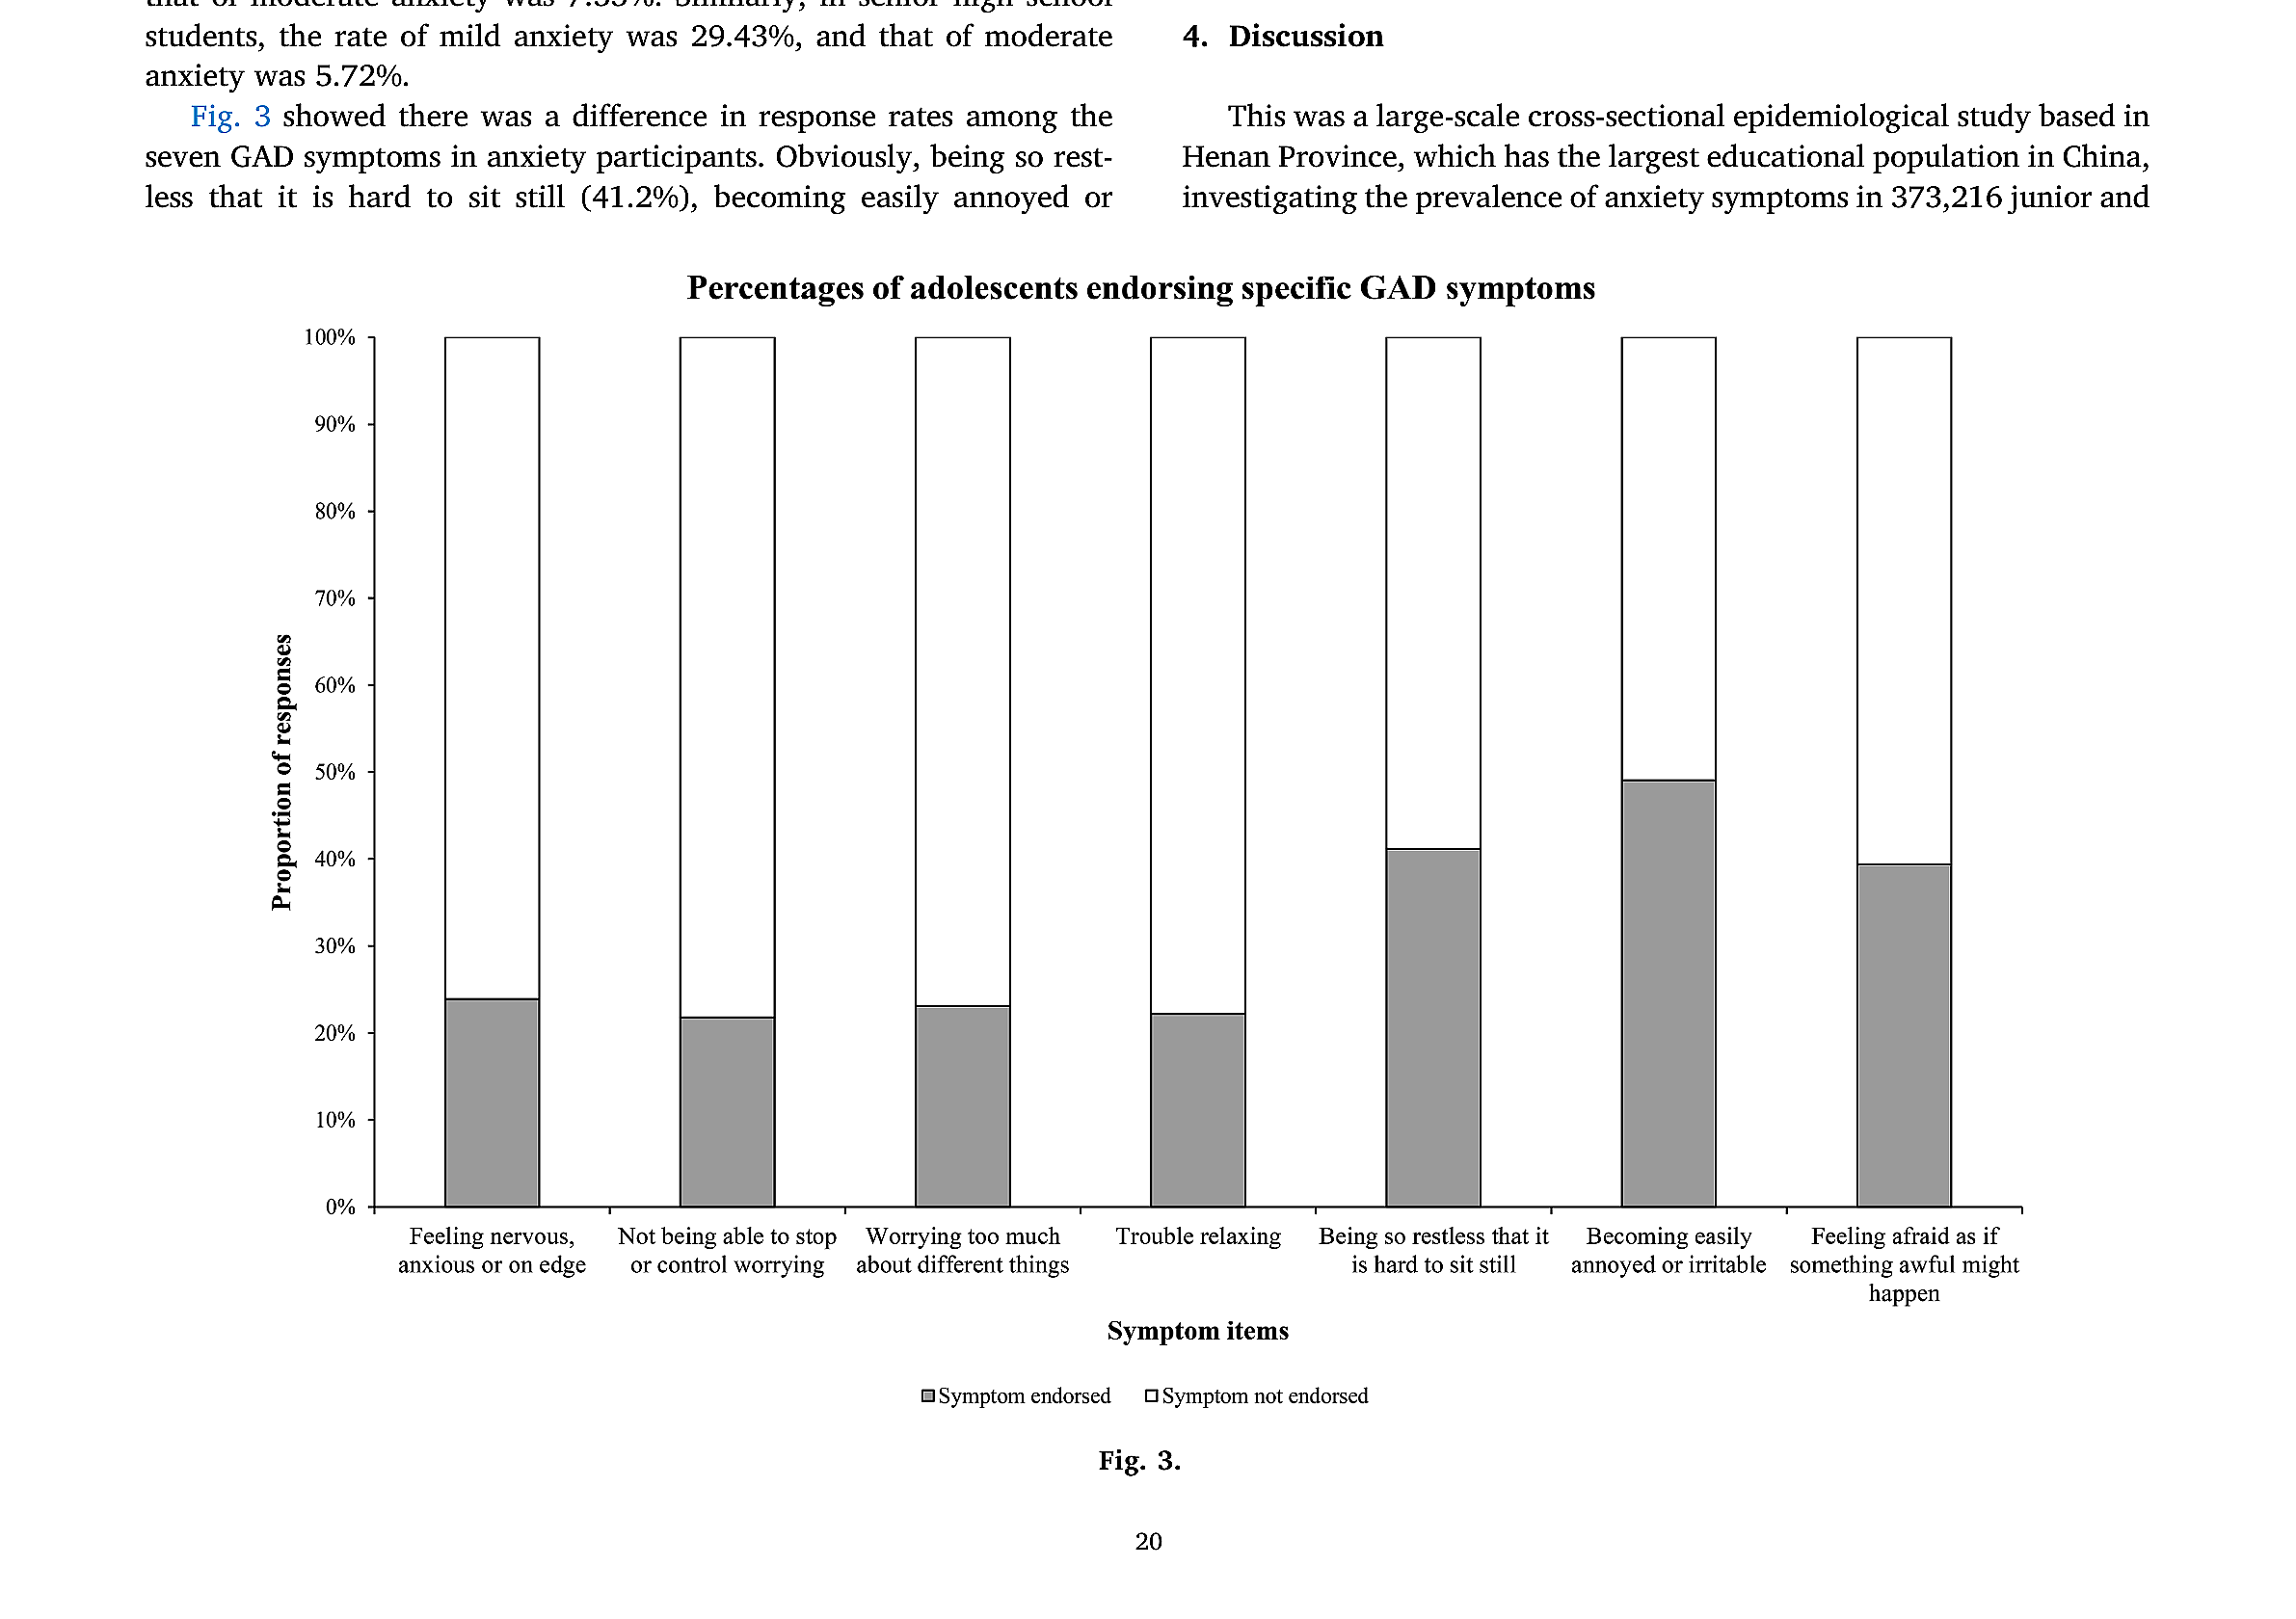 students, the rate of mild anxiety was 29.43%, and that of moderate
anxiety was 5.72%.
Fig. 3 showed there was a difference in response rates among the
seven GAD symptoms in anxiety participants. Obviously, being so rest-
less that it is hard to sit still (41.2%), becoming easily annoyed or
4. Discussion
This was a large-scale cross-sectional epidemiological study based in
Henan Province, which has the largest educational population in China,
investigating the prevalence of anxiety symptoms in 373,216 junior and
Percentages of adolescents endorsing specific GAD symptoms
100%
90%
80%
70%
60%
50%
40%
30%
20%
10%
0%
Proportion of responses
Feeling nervous,
anxious or on edge
Not being able to stop
or control worrying
Worrying too much
about different things
Trouble relaxing
Being so restless that it
is hard to sit still
Becoming easily
annoyed or irritable
Feeling afraid as if
something awful might
happen
Symptom items
Symptom endorsed
Symptom not endorsed
Fig. 3.
20